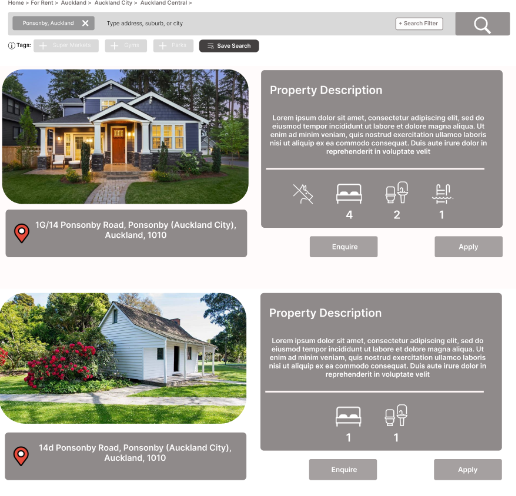 Home > For Rent > Auckland > Auckland City > Auckland Central >
Ponsonby, Auckland
Type address, suburb, or city
+ Search Filter
Tags:
Save Search
Property Description
Lorem ipsum dolor sit amet, consectetur adipiscing elit, sed do
eiusmod tempor incididunt ut labore et dolore magna aliqua. Ut
enim ad minim veniam, quis nostrud exercitation ullamco laboris
nisi ut aliquip ex ea commodo consequat. Duis aute irure dolor in
reprehenderit in voluptate velit
4 2 1
1G/14 Ponsonby Road, Ponsonby (Auckland City),
Auckland, 1010
Enquire
Apply
Property Description
Lorem ipsum dolor sit amet, consectetur adipiscing elit, sed do
eiusmod tempor incididunt ut labore et dolore magna aliqua. Ut
enim ad minim veniam, quis nostrud exercitation ullamco laboris
nisi ut aliquip ex ea commodo consequat. Duis aute irure dolor in
reprehenderit in voluptate velit
1 1
14d Ponsonby Road, Ponsonby (Auckland City),
Auckland, 1010
Enquire
Apply